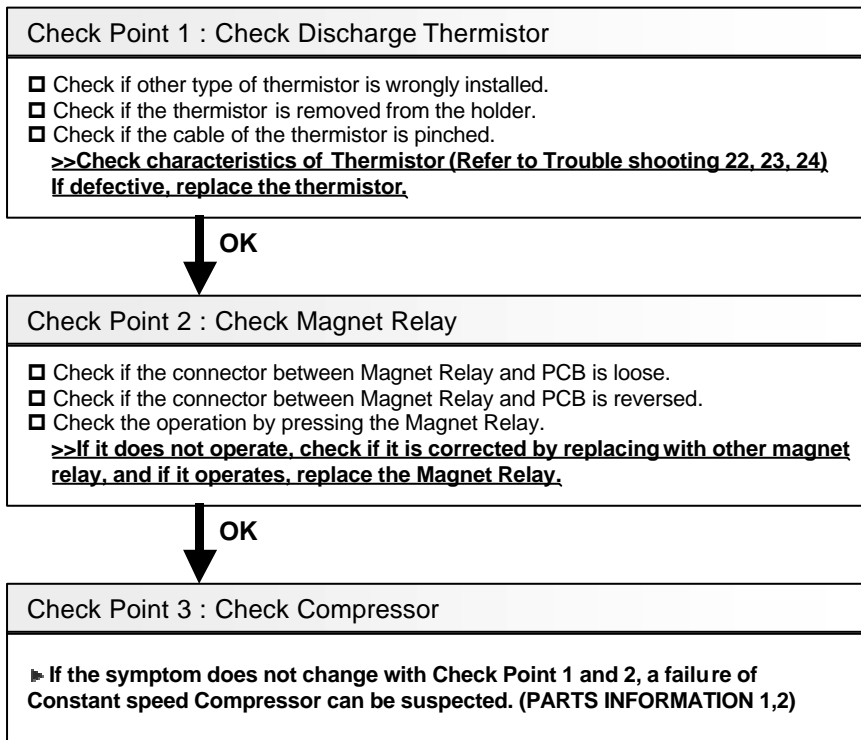 Check Point 1 : Check Discharge Thermistor
Check if other type of thermistor is wrongly installed.
Check if the thermistor is removed from the holder.
Check if the cable of the thermistor is pinched.
>>Check characteristics of Thermistor (Refer to Trouble shooting 22, 23, 24)
If defective, replace the thermistor.
OK
Check Point 2 : Check Magnet Relay
Check if the connector between Magnet Relay and PCB is loose.
Check if the connector between Magnet Relay and PCB is reversed.
Check the operation by pressing the Magnet Relay.
>>If it does not operate, check if it is corrected by replacing with other magnet
relay, and if it operates, replace the Magnet Relay.
OK
Check Point 3 : Check Compressor
If the symptom does not change with Check Point 1 and 2, a failure of
Constant speed Compressor can be suspected. (PARTS INFORMATION 1,2)